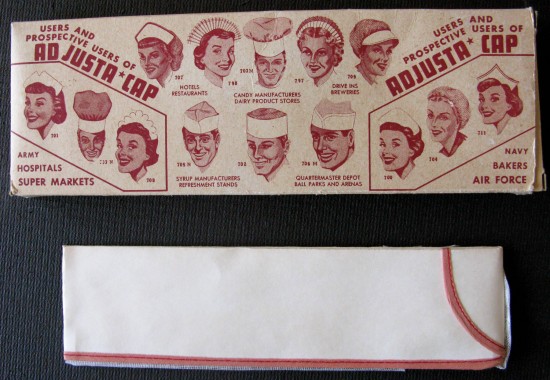 USERS AND
PROSPECTIVE USERS OF
ADJUSTA★CAP
701
ARMY
HOSPITALS
SUPER MARKETS
HOTELS
RESTAURANTS
CANDY MANUFACTURERS
DAIRY PRODUCT STORES
DRIVE INS
BREWERIES
SYRUP MANUFACTURERS
REFRESHMENT STANDS
QUARTERMASTER DEPOT
BALL PARKS AND ARENAS
USERS AND
PROSPECTIVE USERS OF
ADJUSTA★CAP
NAVY
BAKERS
AIR FORCE